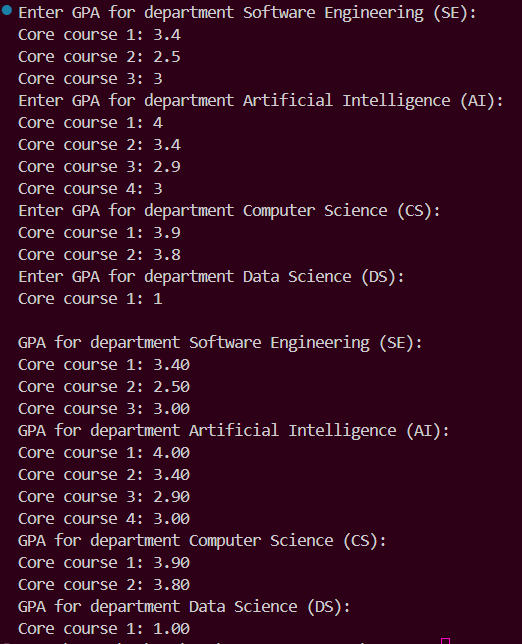 Enter GPA for department Software Engineering (SE):
Core course 1: 3.4
Core course 2: 2.5
Core course 3: 3
Enter GPA for department Artificial Intelligence (AI):
Core course 1: 4
Core course 2: 3.4
Core course 3: 2.9
Core course 4: 3
Enter GPA for department Computer Science (CS):
Core course 1: 3.9
Core course 2: 3.8
Enter GPA for department Data Science (DS):
Core course 1: 1
GPA for department Software Engineering (SE):
Core course 1: 3.40
Core course 2: 2.50
Core course 3: 3.00
GPA for department Artificial Intelligence (AI):
Core course 1: 4.00
Core course 2: 3.40
Core course 3: 2.90
Core course 4: 3.00
GPA for department Computer Science (CS):
Core course 1: 3.90
Core course 2: 3.80
GPA for department Data Science (DS):
Core course 1: 1.00